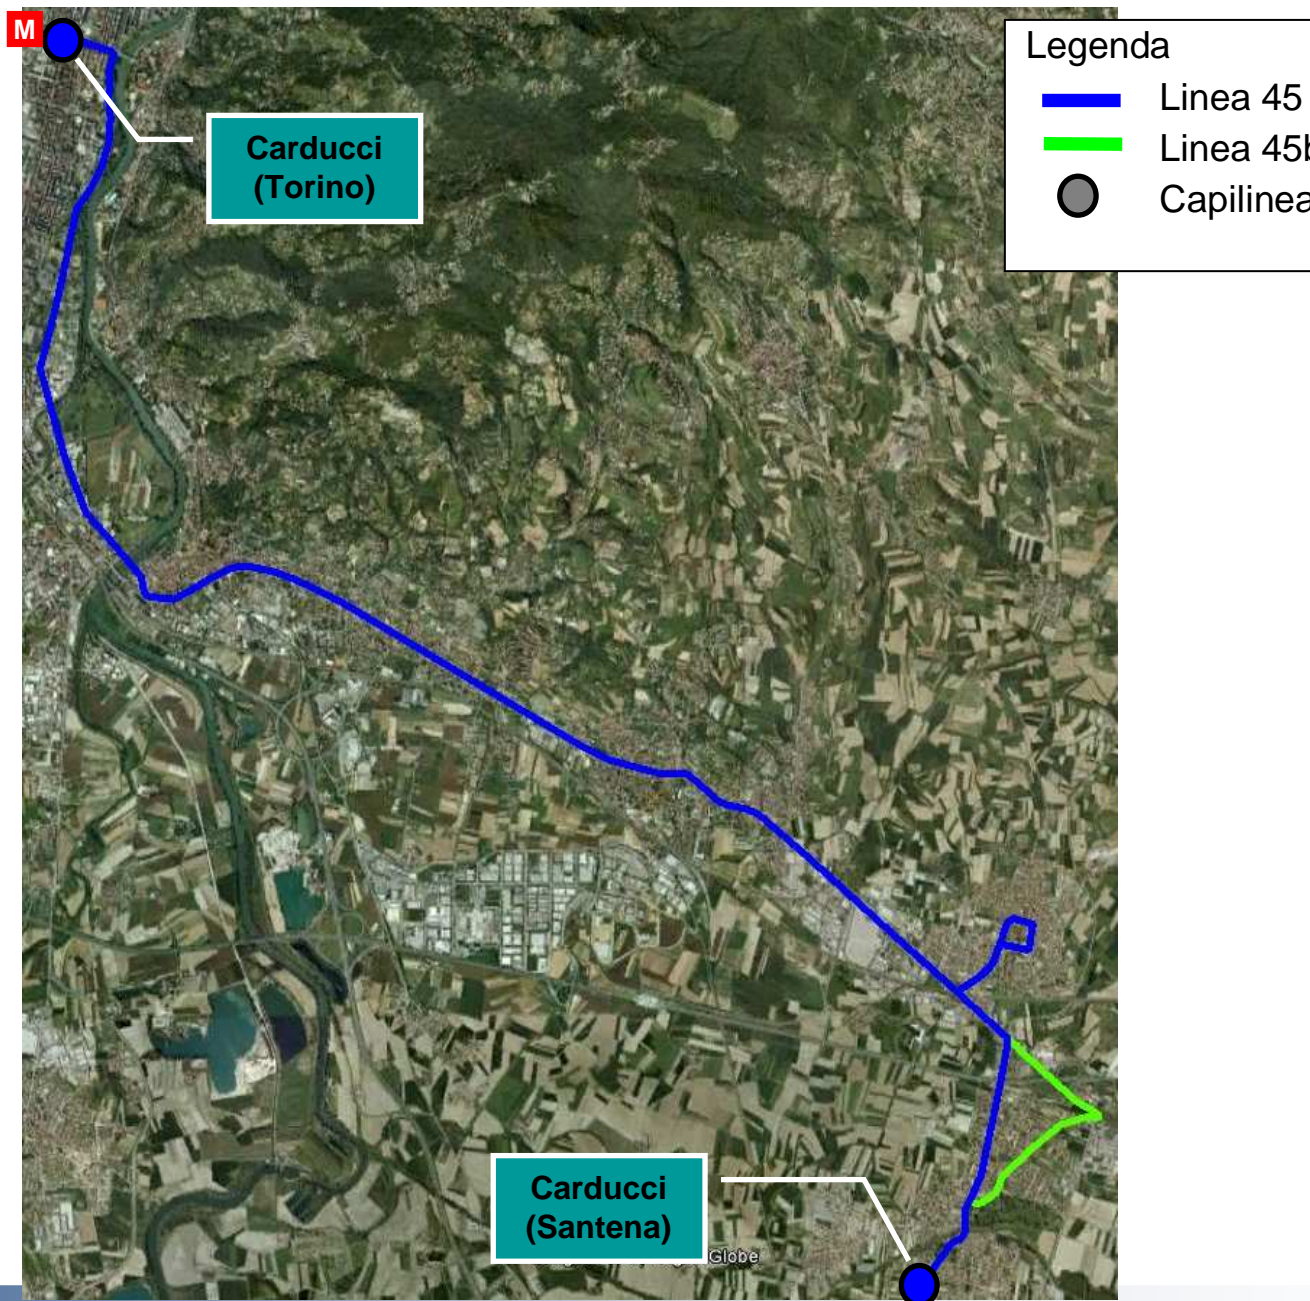 M
Carducci
(Torino)
Legenda
Linea 45
Linea 45b
Capilinea
Carducci
(Santena)
Globe